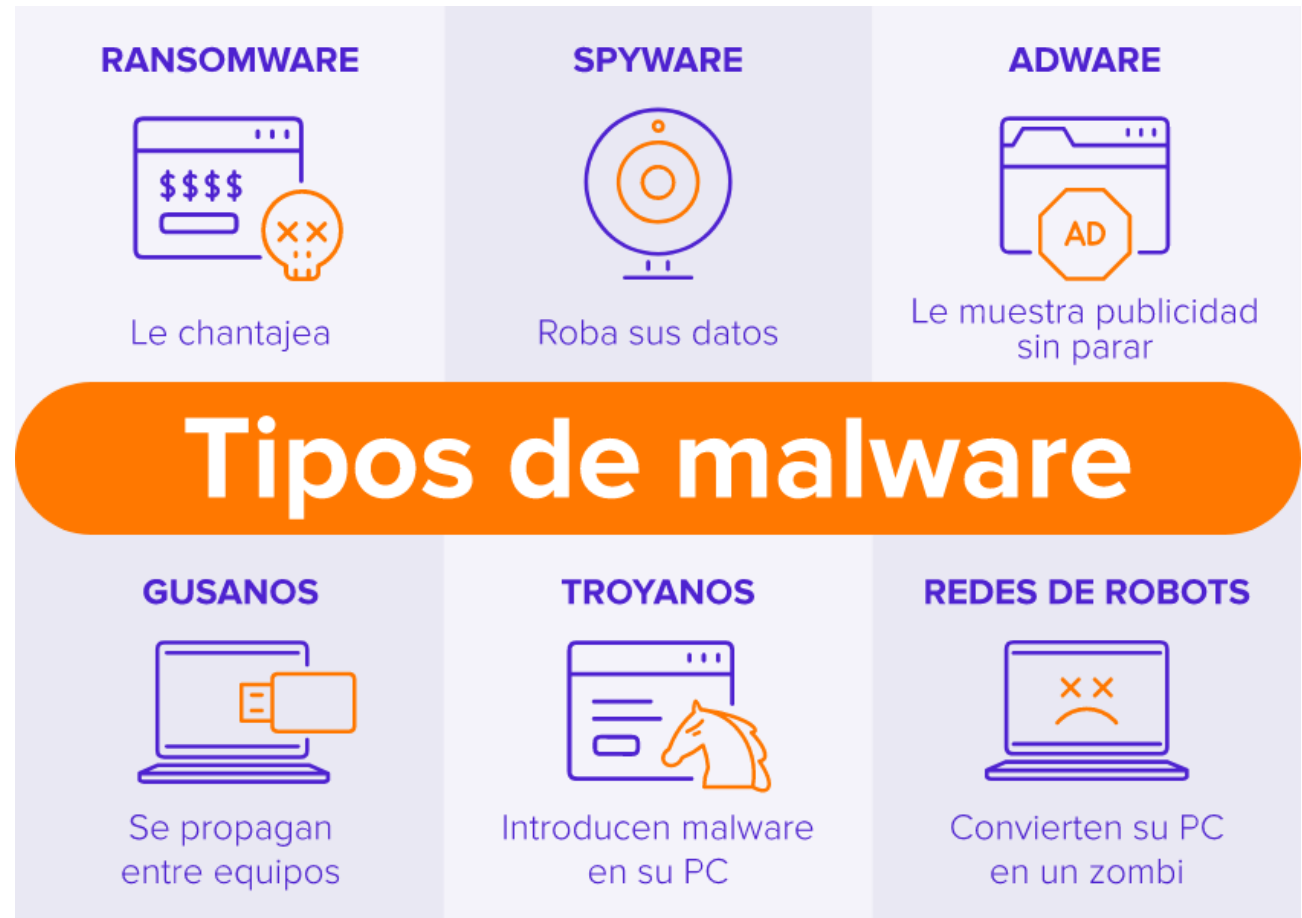 RANSOMWARE
SPYWARE
ADWARE
$$$$
AD
Le chantajea
Roba sus datos
Le muestra publicidad
sin parar
Tipos de malware
GUSANOS
TROYANOS
REDES DE ROBOTS
Se propagan
entre equipos
Introducen malware
en su PC
Convierten su PC
en un zombi